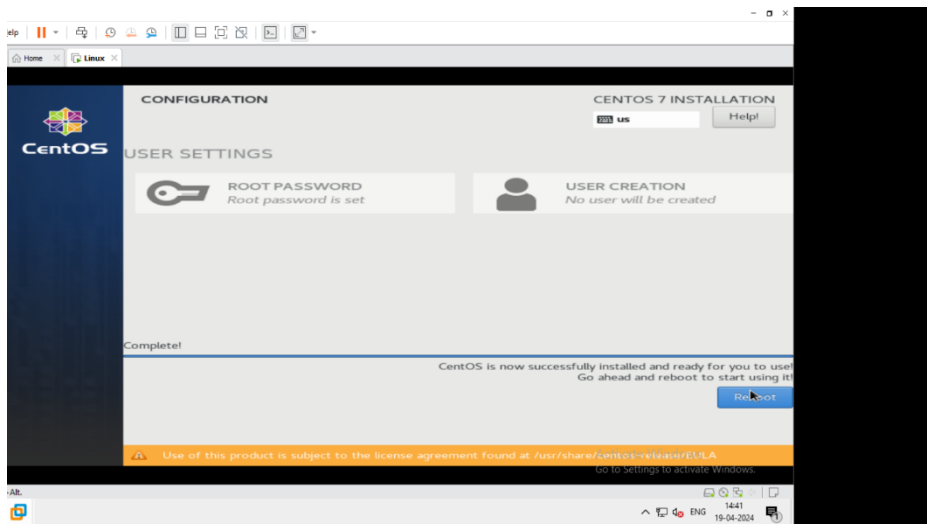 elp
Home
Linux
CONFIGURATION
CENTOS 7 INSTALLATION
us
Help!
CentOS
USER SETTINGS
ROOT PASSWORD
Root password is set
USER CREATION
No user will be created
Complete!
CentOS is now successfully installed and ready for you to use!
Go ahead and reboot to start using it!
Reboot
Use of this product is subject to the license agreement found at /usr/share/centos-release/EULA
Go to Settings to activate Windows.
Alt.
ENG
14:41
19-04-2024
1